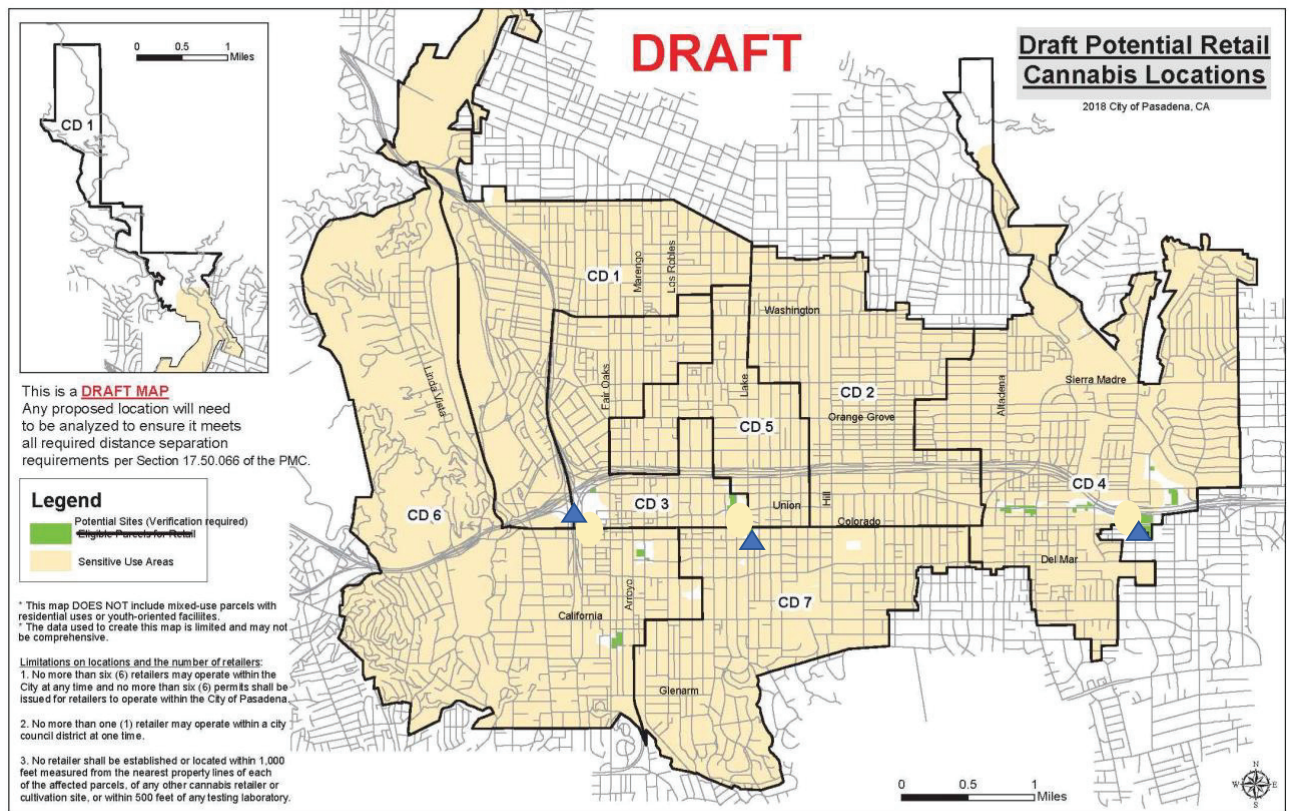 0 0.5 1
Miles
CD 1
DRAFT
Draft Potential Retail
Cannabis Locations
2018 City of Pasadena, CA
This is a DRAFT MAP
Any proposed location will need
to be analyzed to ensure it meets
all required distance separation
requirements per Section 17.50.066 of the PMC.
Legend
Potential Sites (Verification required)
Eligible Parcels for Retail
Sensitive Use Areas
* This map DOES NOT include mixed-use parcels with
residential uses or youth-oriented facilites.
* The data used to create this map is limited and may not
be comprehensive.
Limitations on locations and the number of retailers:
1. No more than six (6) retailers may operate within the
City at any time and no more than six (6) permits shall be
issued for retailers to operate within the City of Pasadena.
2. No more than one (1) retailer may operate within a city
council district at one time.
3. No retailer shall be established or located within 1,000
feet measured from the nearest property lines of each
of the affected parcels, of any other cannabis retailer or
cultivation site, or within 500 feet of any testing laboratory.
CD 1
Marengo
Los Robles
Washington
Linda Vista
Fair Oaks
Lake
CD 2
Orange Grove
Altadena
Sierra Madre
CD 5
CD 6
CD 3
Union
Hill
Colorado
CD 4
Del Mar
California
Arroyo
CD 7
Glenarm
0 0.5 1
Miles
N
W E
S